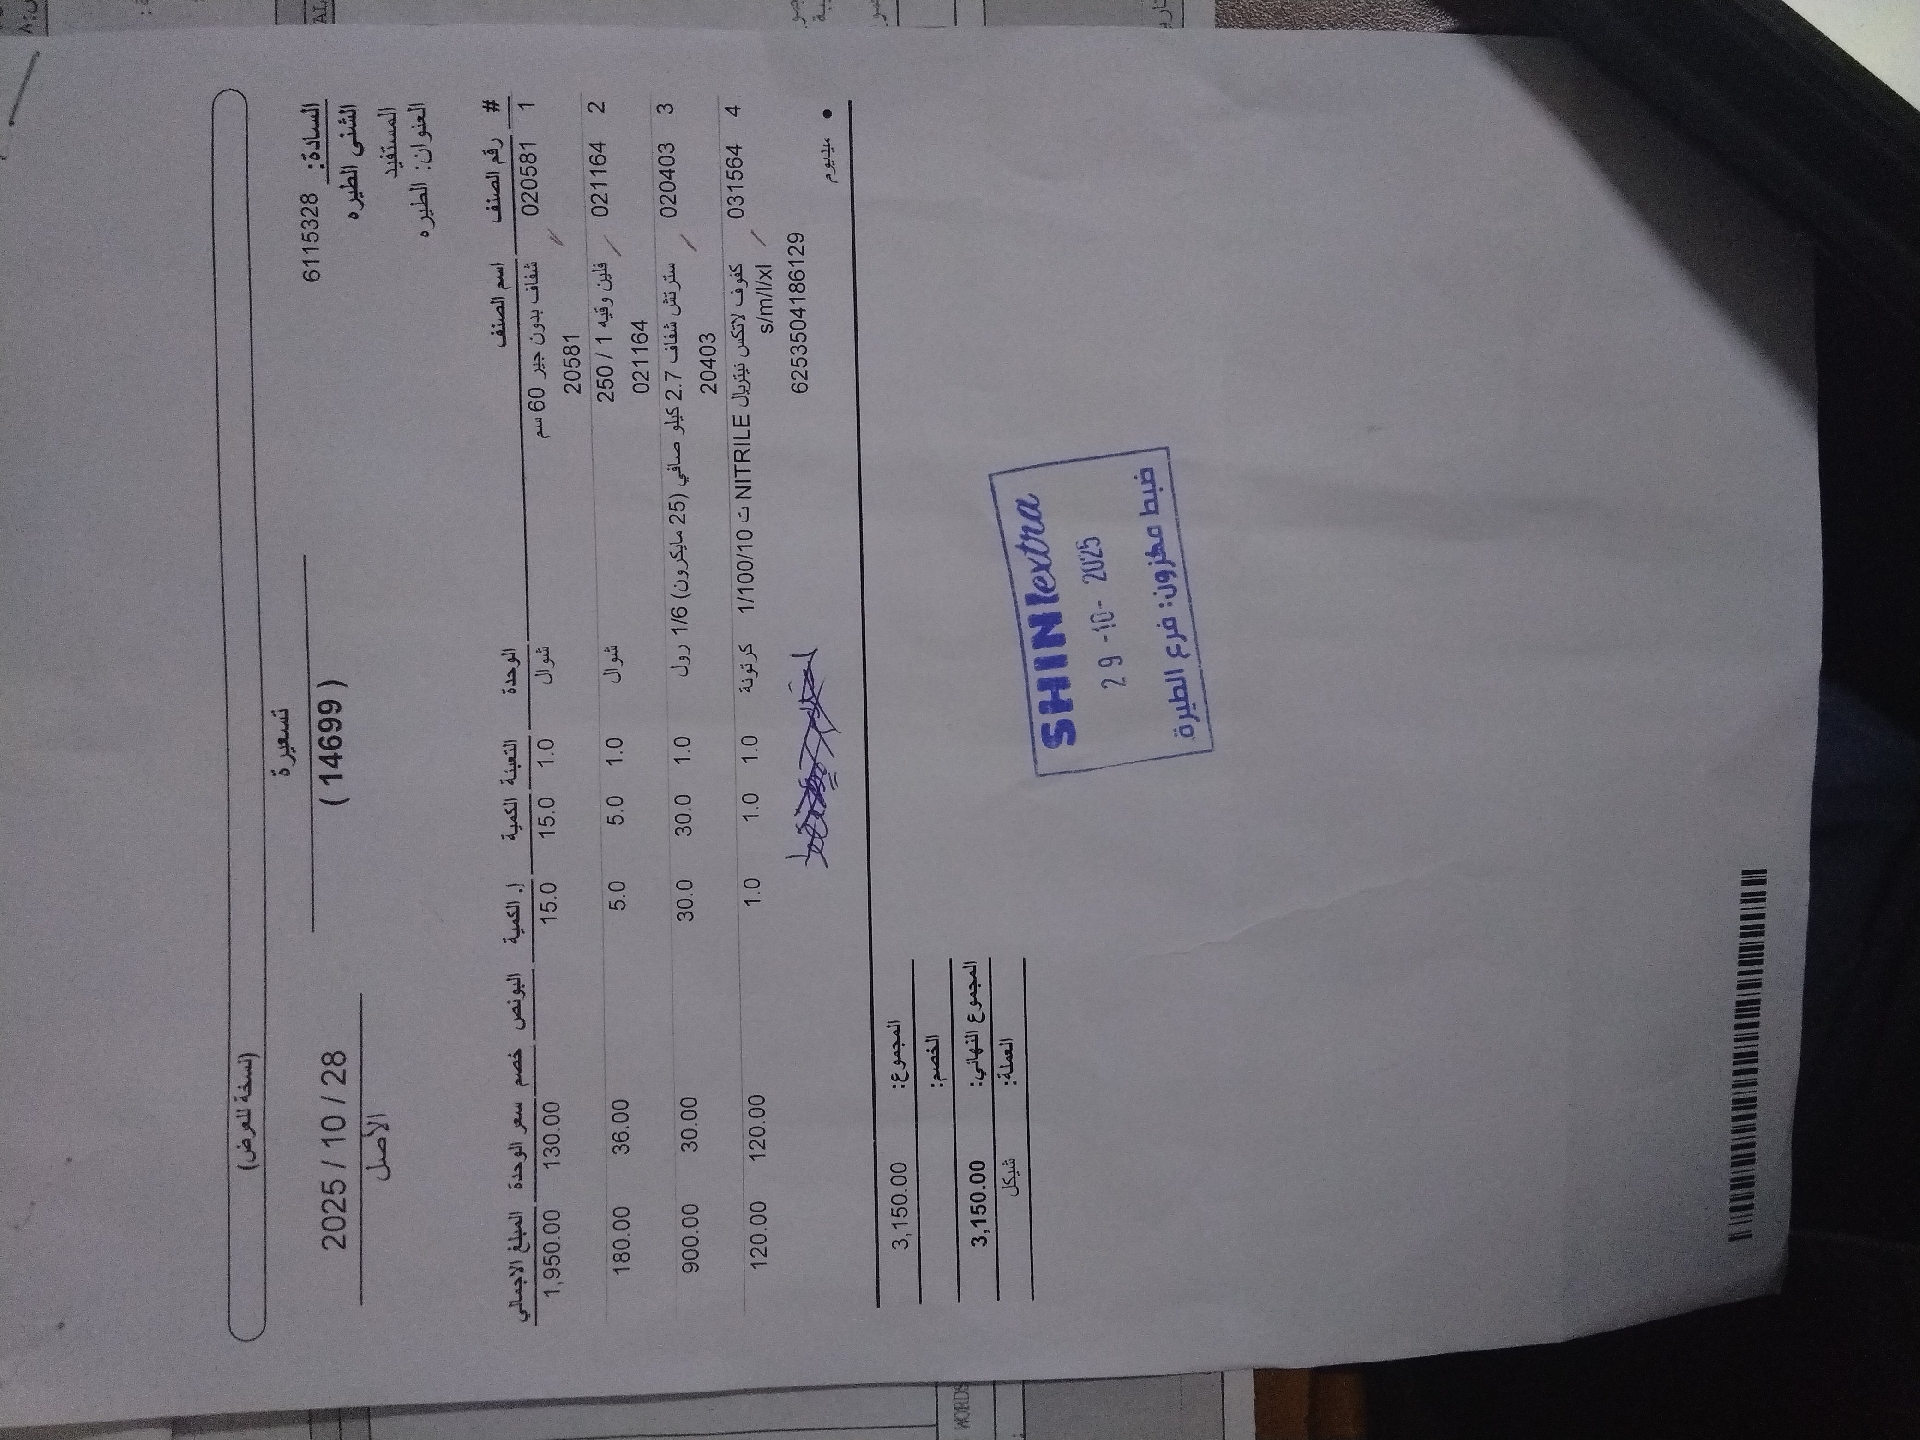 (نسخة للعرض)
تسعيرة
السادة: 6115328
( 14699 )
2025 / 10 / 28
الشني الطيره
الأصل
المستفيد
العنوان: الطيره
# رقم الصنف اسم الصنف الوحدة التعبئة الكمية إ. الكمية البونص خصم سعر الوحدة المبلغ الاجمالي
1 020581 شفاف بدون جير 60 سم شوال 1.0 15.0 15.0 130.00 1,950.00
20581
2 021164 فلين وقيه 1 / 250 شوال 1.0 5.0 5.0 36.00 180.00
021164
3 020403 سترتش شفاف 2.7 كيلو صافي (25 مايكرون) 1/6 رول 1.0 30.0 30.0 30.00 900.00
20403
4 031564 كفوف لاتكس نيتريال NITRILE ت 1/100/10 كرتونة 1.0 1.0 1.0 120.00 120.00
s/m/l/xl
6253504186129
• ميديوم
المجموع: 3,150.00
الخصم:
المجموع النهائي: 3,150.00
العملة: شيكل
SHINI extra
29 -10- 2025
ضبط مخزون: فرع الطيرة
WORDS